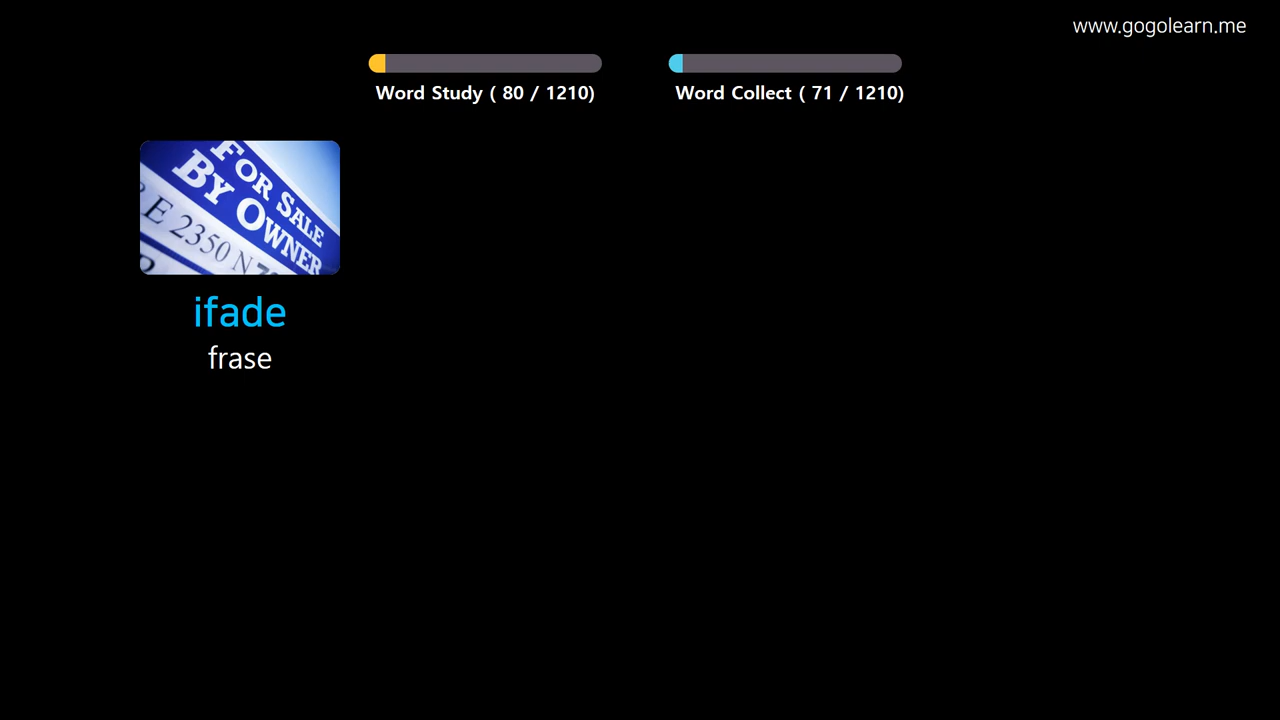 www.gogolearn.me
Word Study ( 80 / 1210)
Word Collect ( 71 / 1210)
FOR SALE
BY OWNER
E 2350 N
ifade
frase